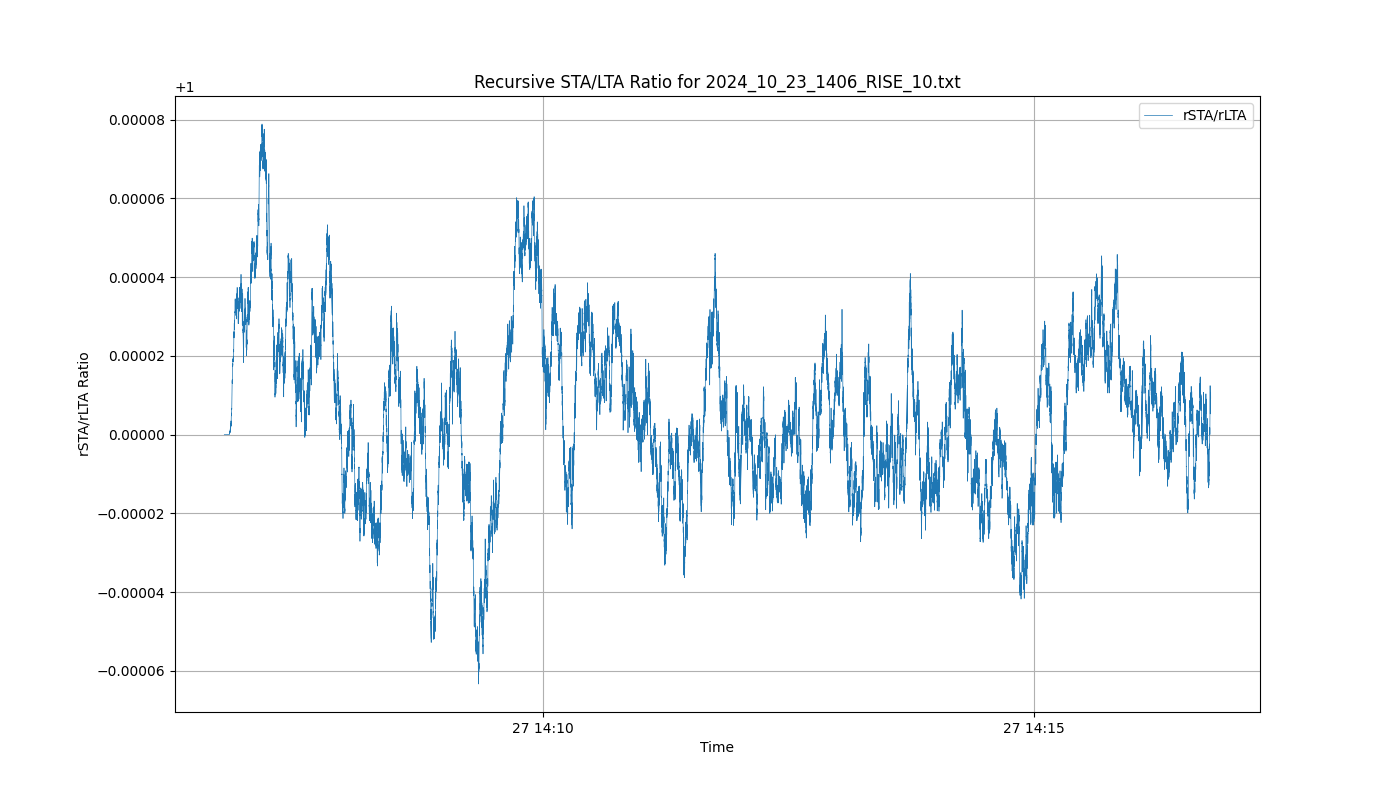 Recursive STA/LTA Ratio for 2024_10_23_1406_RISE_10.txt
+1
rSTA/rLTA
0.00008
0.00006
0.00004
0.00002
0.00000
−0.00002
−0.00004
−0.00006
rSTA/rLTA Ratio
27 14:10
27 14:15
Time